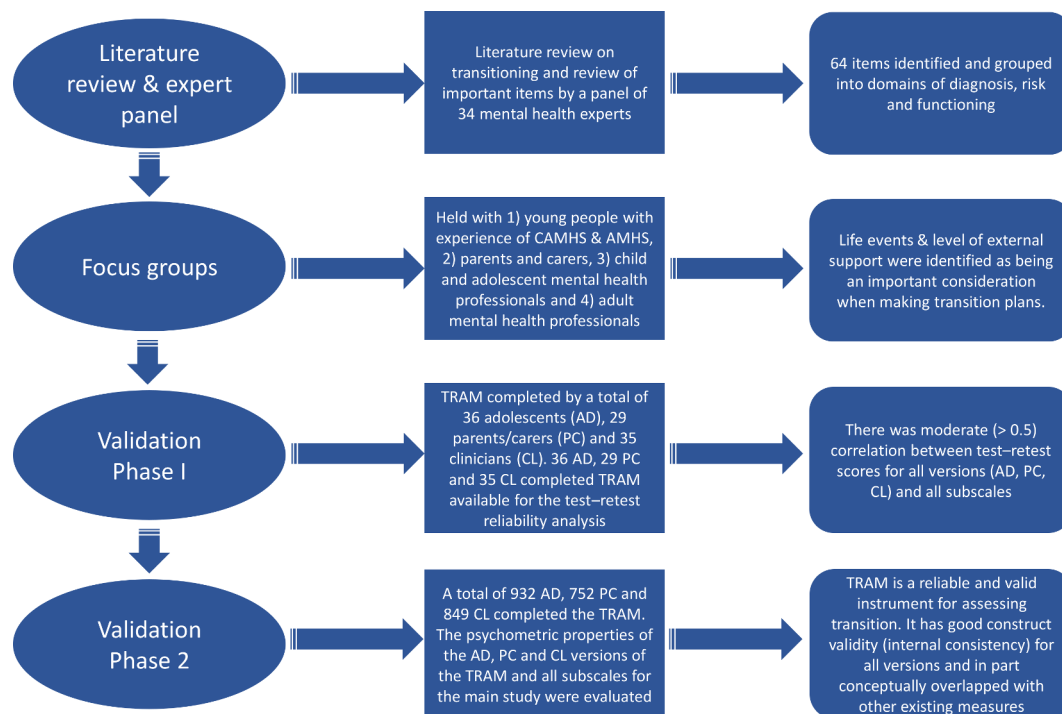 Literature
review & expert
panel
Literature review on
transitioning and review of
important items by a panel of
34 mental health experts
64 items identified and grouped
into domains of diagnosis, risk
and functioning
Focus groups
Held with 1) young people with
experience of CAMHS & AMHS,
2) parents and carers, 3) child
and adolescent mental health
professionals and 4) adult
mental health professionals
Life events & level of external
support were identified as being
an important consideration
when making transition plans.
Validation
Phase I
TRAM completed by a total of
36 adolescents (AD), 29
parents/carers (PC) and 35
clinicians (CL). 36 AD, 29 PC
and 35 CL completed TRAM
available for the test–retest
reliability analysis
There was moderate (> 0.5)
correlation between test–retest
scores for all versions (AD, PC,
CL) and all subscales
Validation
Phase 2
A total of 932 AD, 752 PC and
849 CL completed the TRAM.
The psychometric properties of
the AD, PC and CL versions of
the TRAM and all subscales for
the main study were evaluated
TRAM is a reliable and valid
instrument for assessing
transition. It has good construct
validity (internal consistency) for
all versions and in part
conceptually overlapped with
other existing measures